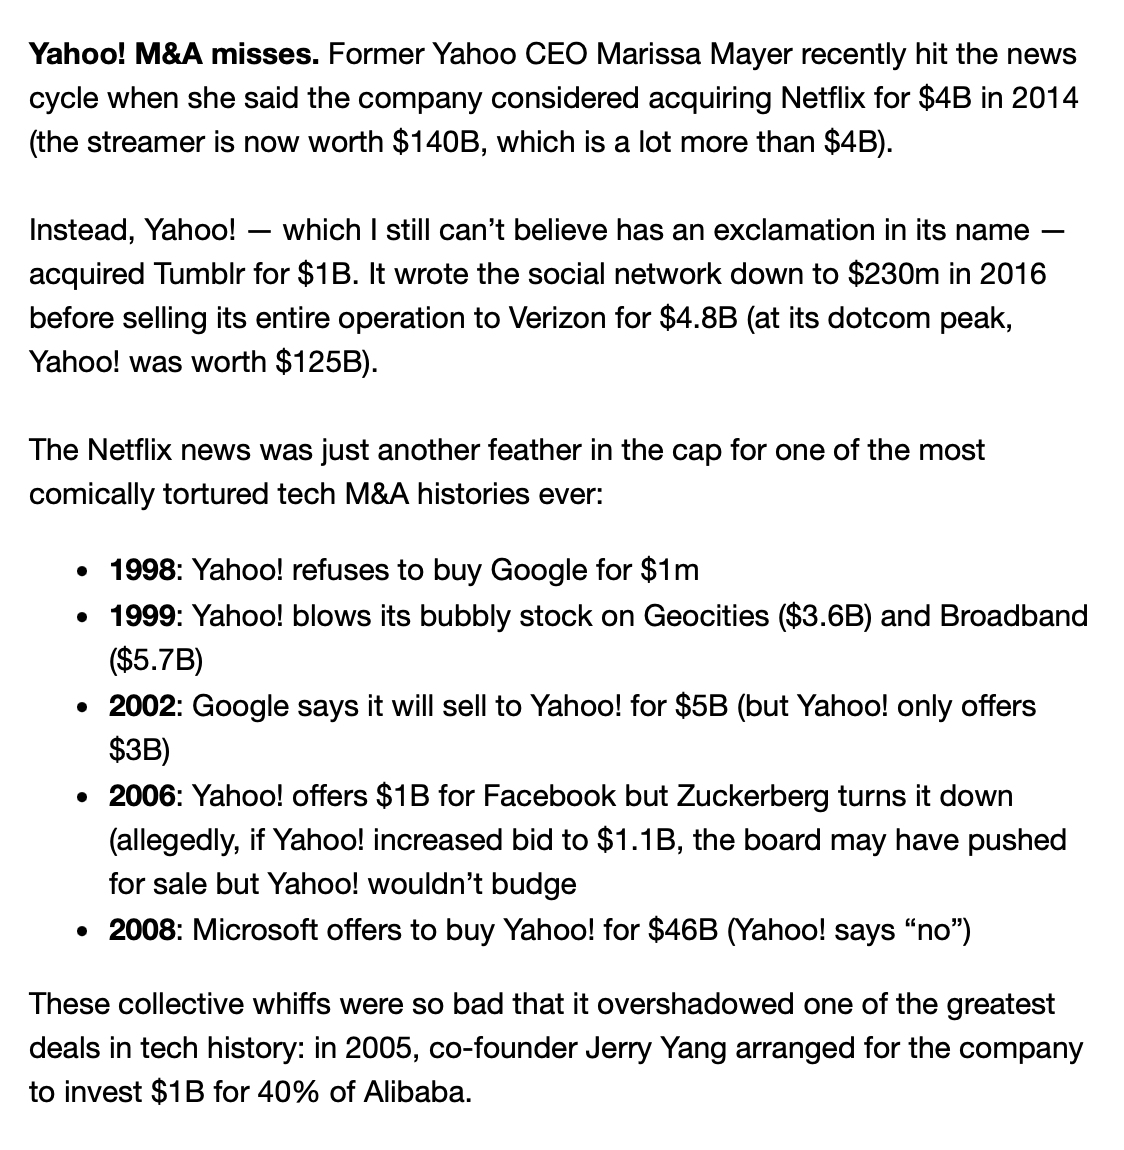 Yahoo! M&A misses. Former Yahoo CEO Marissa Mayer recently hit the news
cycle when she said the company considered acquiring Netflix for $4B in 2014
(the streamer is now worth $140B, which is a lot more than $4B).
Instead, Yahoo! — which I still can’t believe has an exclamation in its name —
acquired Tumblr for $1B. It wrote the social network down to $230m in 2016
before selling its entire operation to Verizon for $4.8B (at its dotcom peak,
Yahoo! was worth $125B).
The Netflix news was just another feather in the cap for one of the most
comically tortured tech M&A histories ever:
• 1998: Yahoo! refuses to buy Google for $1m
• 1999: Yahoo! blows its bubbly stock on Geocities ($3.6B) and Broadband
($5.7B)
• 2002: Google says it will sell to Yahoo! for $5B (but Yahoo! only offers
$3B)
• 2006: Yahoo! offers $1B for Facebook but Zuckerberg turns it down
(allegedly, if Yahoo! increased bid to $1.1B, the board may have pushed
for sale but Yahoo! wouldn’t budge
• 2008: Microsoft offers to buy Yahoo! for $46B (Yahoo! says “no”)
These collective whiffs were so bad that it overshadowed one of the greatest
deals in tech history: in 2005, co-founder Jerry Yang arranged for the company
to invest $1B for 40% of Alibaba.